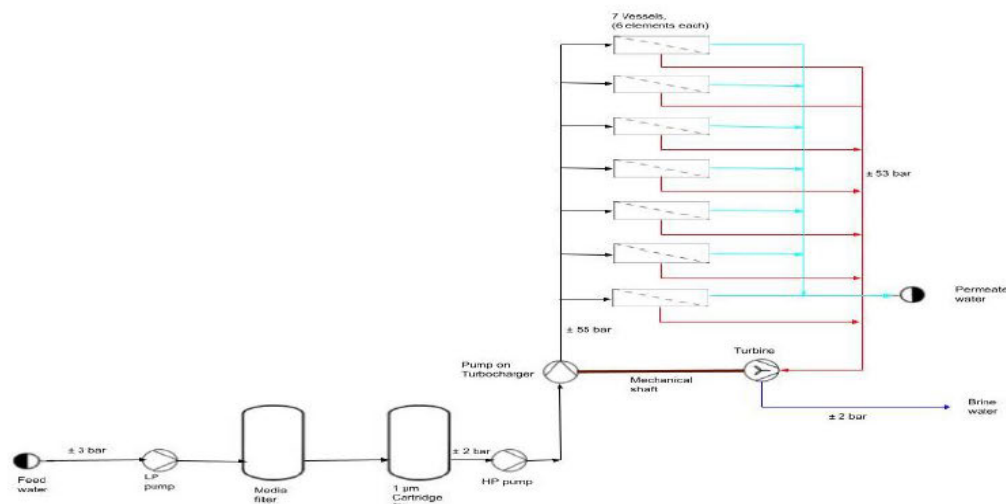 7 Vessels,
(6 elements each)
± 53 bar
Permeate
water
± 55 bar
Pump on
Turbocharger
Turbine
Mechanical
shaft
± 2 bar
Brine
water
± 3 bar
± 2 bar
Feed
water
LP
pump
Media
filter
1 µm
Cartridge
HP pump